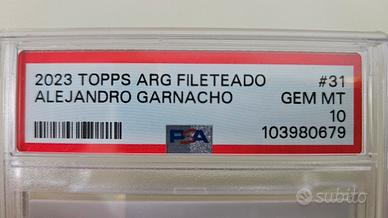 2023 TOPPS ARG FILETEADO #31
ALEJANDRO GARNACHO GEM MT
10
PSA 103980679
subito